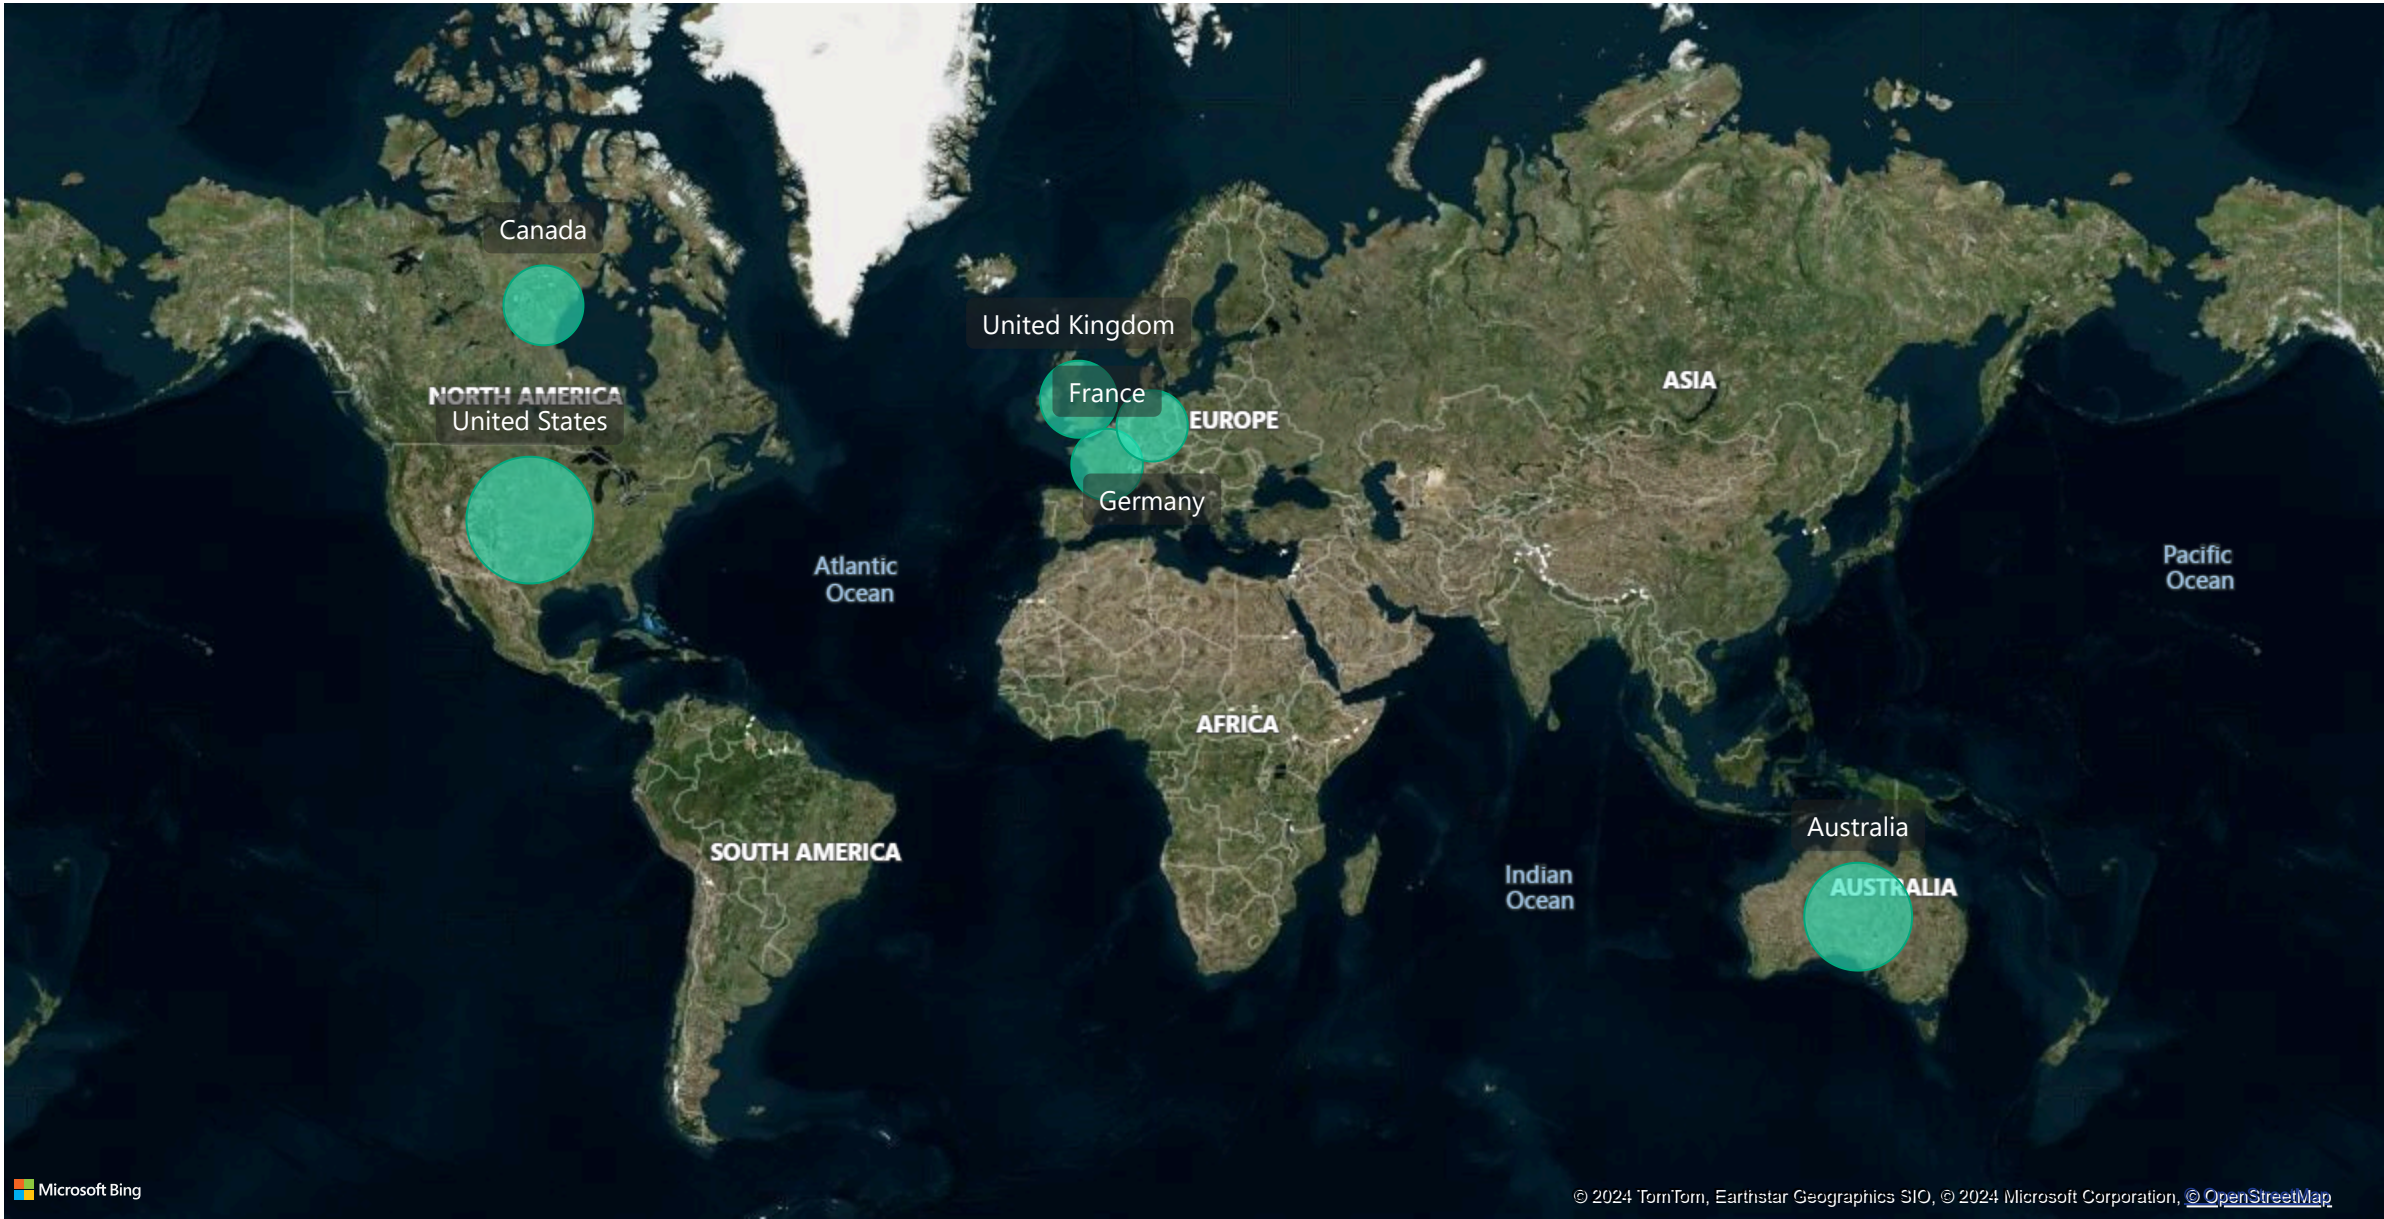 Canada
United Kingdom
ASIA
France
NORTH AMERICA
United States
EUROPE
Germany
Atlantic
Ocean
Pacific
Ocean
AFRICA
Australia
SOUTH AMERICA
Indian
Ocean
AUSTRALIA
Microsoft Bing
© 2024 TomTom, Earthstar Geographics SIO, © 2024 Microsoft Corporation, © OpenStreetMap